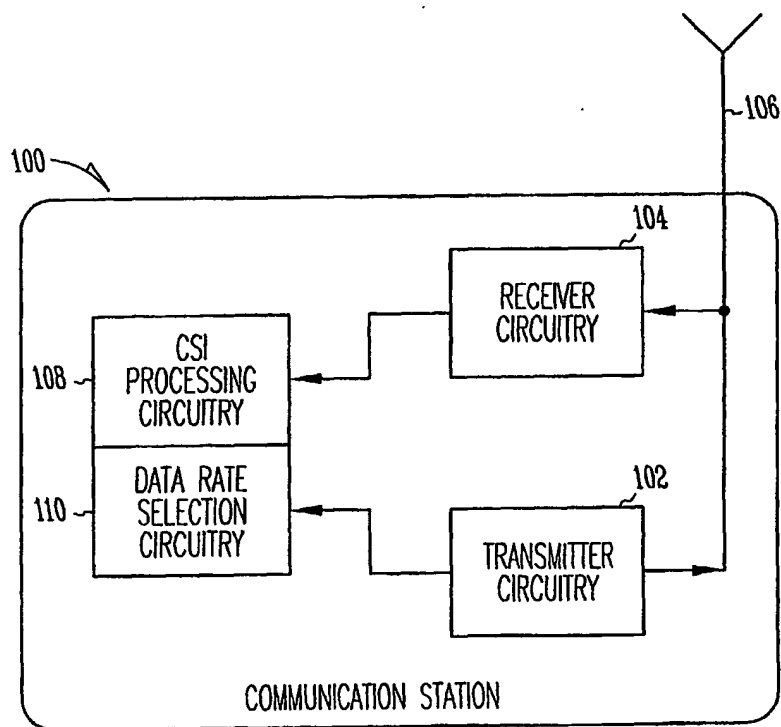 106
100
104
RECEIVER
CIRCUITRY
108
CSI
PROCESSING
CIRCUITRY
110
DATA RATE
SELECTION
CIRCUITRY
102
TRANSMITTER
CIRCUITRY
COMMUNICATION STATION